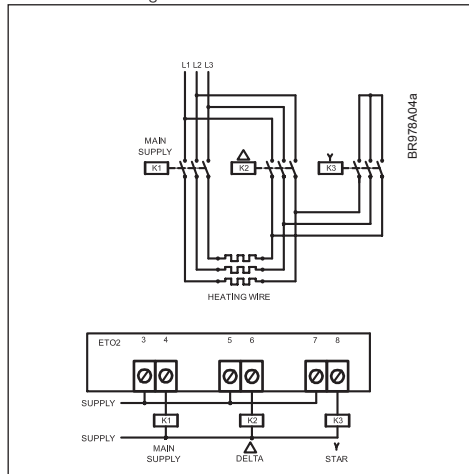 L1 L2 L3
BR978A04a
MAIN
SUPPLY
K1
K2
Y
K3
HEATING WIRE
ETO2
3 4 5 6 7 8
SUPPLY
K1 K2 K3
SUPPLY
MAIN
SUPPLY
DELTA
Y
STAR